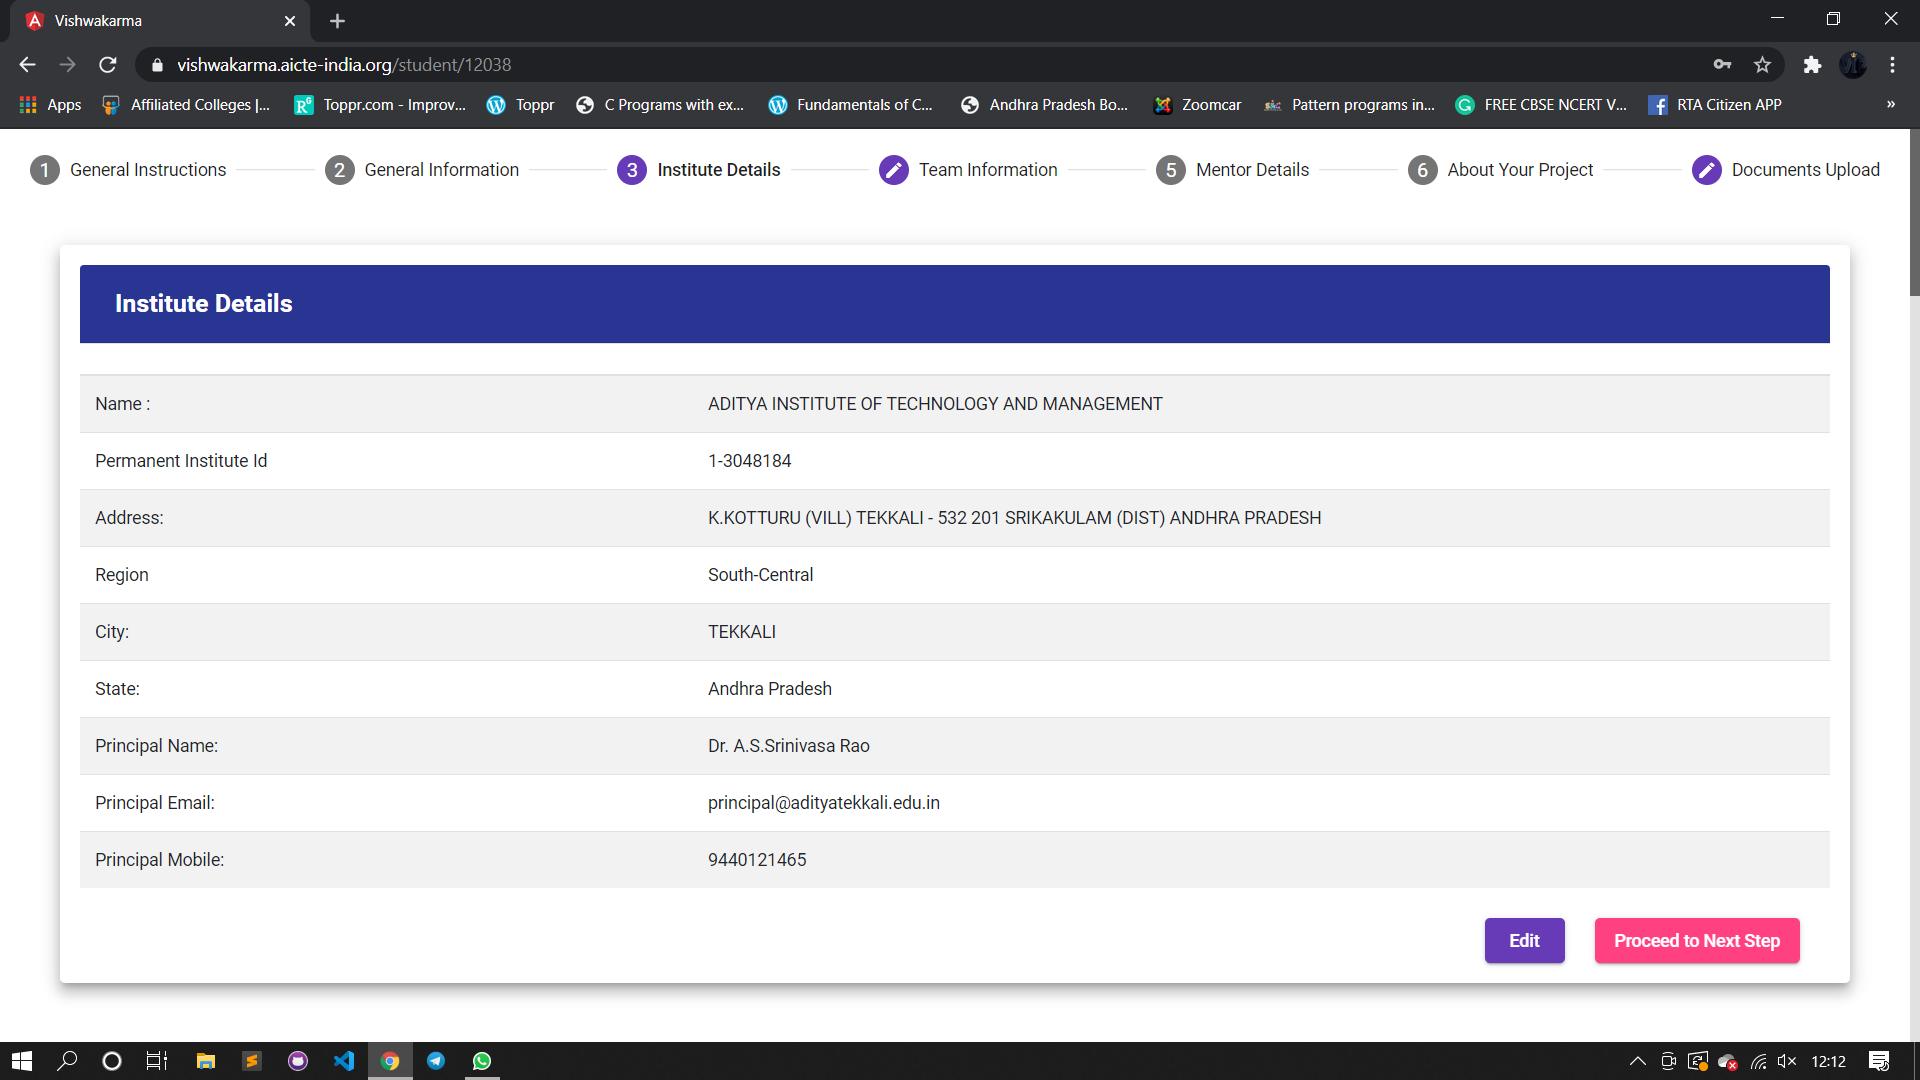 Vishwakarma
vishwakarma.aicte-india.org/student/12038
Apps Affiliated Colleges |... Toppr.com - Improv... Toppr C Programs with ex... Fundamentals of C... Andhra Pradesh Bo... Zoomcar Pattern programs in... FREE CBSE NCERT V... RTA Citizen APP »
1 General Instructions 2 General Information 3 Institute Details Team Information 5 Mentor Details 6 About Your Project Documents Upload
Institute Details
Name : ADITYA INSTITUTE OF TECHNOLOGY AND MANAGEMENT
Permanent Institute Id 1-3048184
Address: K.KOTTURU (VILL) TEKKALI - 532 201 SRIKAKULAM (DIST) ANDHRA PRADESH
Region South-Central
City: TEKKALI
State: Andhra Pradesh
Principal Name: Dr. A.S.Srinivasa Rao
Principal Email: principal@adityatekkali.edu.in
Principal Mobile: 9440121465
Edit Proceed to Next Step
12:12